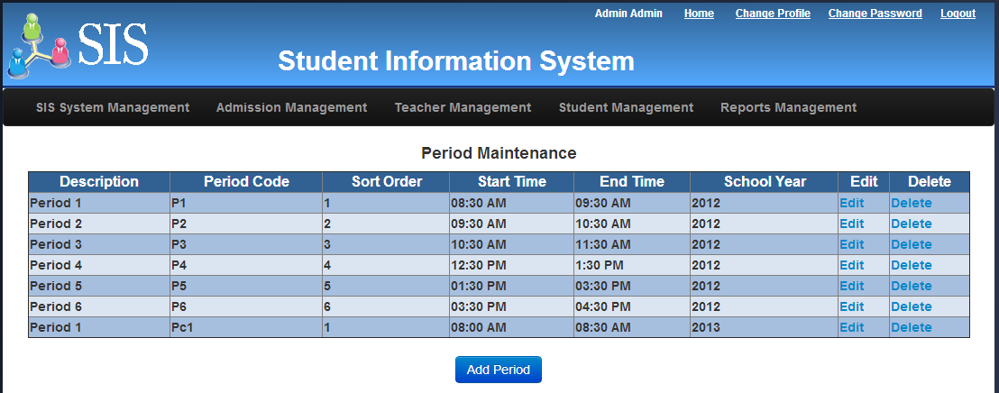 Admin Admin Home Change Profile Change Password Logout
SIS
Student Information System
SIS System Management Admission Management Teacher Management Student Management Reports Management
Period Maintenance
Description Period Code Sort Order Start Time End Time School Year Edit Delete
Period 1 P1 1 08:30 AM 09:30 AM 2012 Edit Delete
Period 2 P2 2 09:30 AM 10:30 AM 2012 Edit Delete
Period 3 P3 3 10:30 AM 11:30 AM 2012 Edit Delete
Period 4 P4 4 12:30 PM 1:30 PM 2012 Edit Delete
Period 5 P5 5 01:30 PM 03:30 PM 2012 Edit Delete
Period 6 P6 6 03:30 PM 04:30 PM 2012 Edit Delete
Period 1 Pc1 1 08:00 AM 08:30 AM 2013 Edit Delete
Add Period